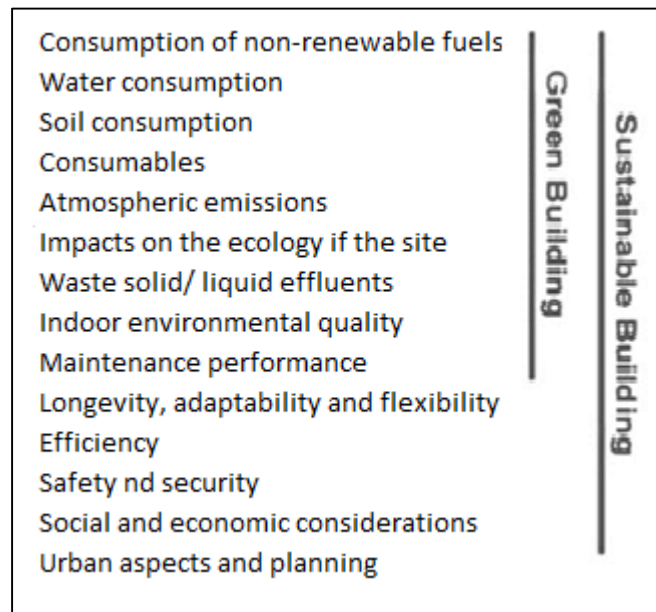 Consumption of non-renewable fuels
Water consumption
Soil consumption
Consumables
Atmospheric emissions
Impacts on the ecology if the site
Waste solid/ liquid effluents
Indoor environmental quality
Maintenance performance
Longevity, adaptability and flexibility
Efficiency
Safety nd security
Social and economic considerations
Urban aspects and planning
Green Building
Sustainable Building